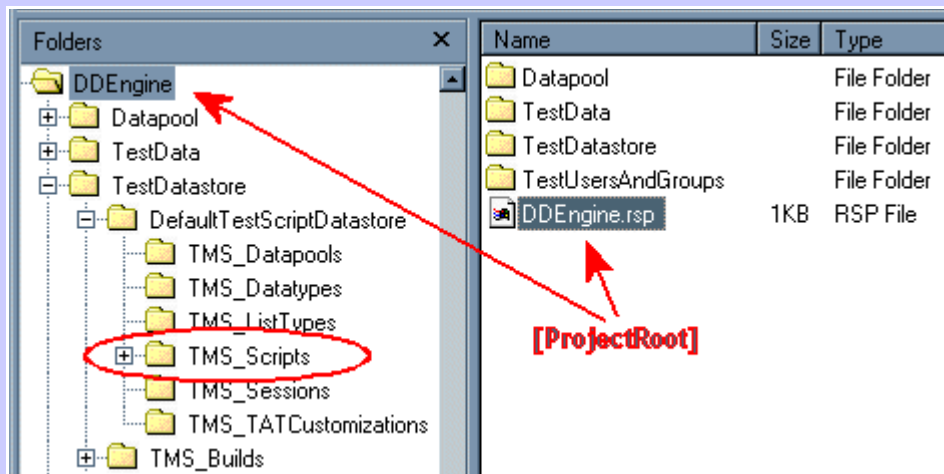 Folders
DDEngine
Datapool
TestData
TestDatastore
DefaultTestScriptDatastore
TMS_Datapools
TMS_Datatypes
TMS_ListTypes
TMS_Scripts
TMS_Sessions
TMS_TATCustomizations
TMS_Builds
Name Size Type
Datapool File Folder
TestData File Folder
TestDatastore File Folder
TestUsersAndGroups File Folder
DDEngine.rsp 1KB RSP File
[ProjectRoot]